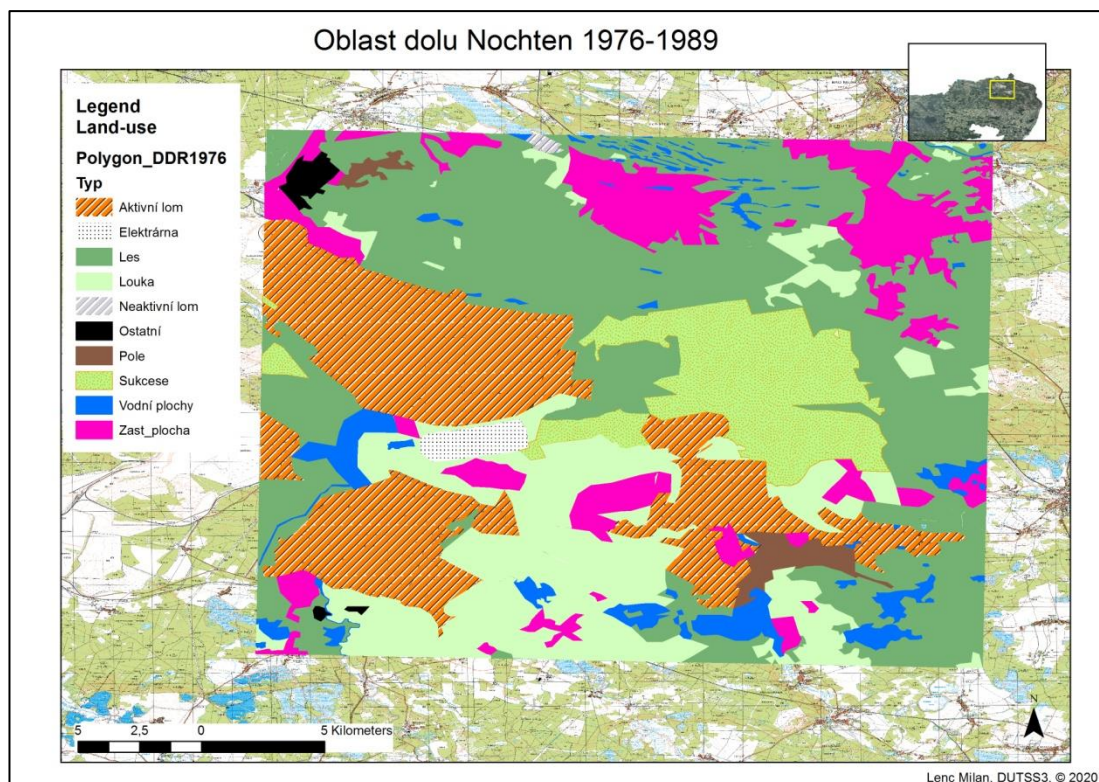 Oblast dolu Nochten 1976-1989
Legend
Land-use
Polygon_DDR1976
Typ
Aktivní lom
Elektrárna
Les
Louka
Neaktivní lom
Ostatní
Pole
Sukcese
Vodní plochy
Zast_plocha
N
5 2,5 0 5 Kilometers
Lenc Milan, DUTSS3, © 2020